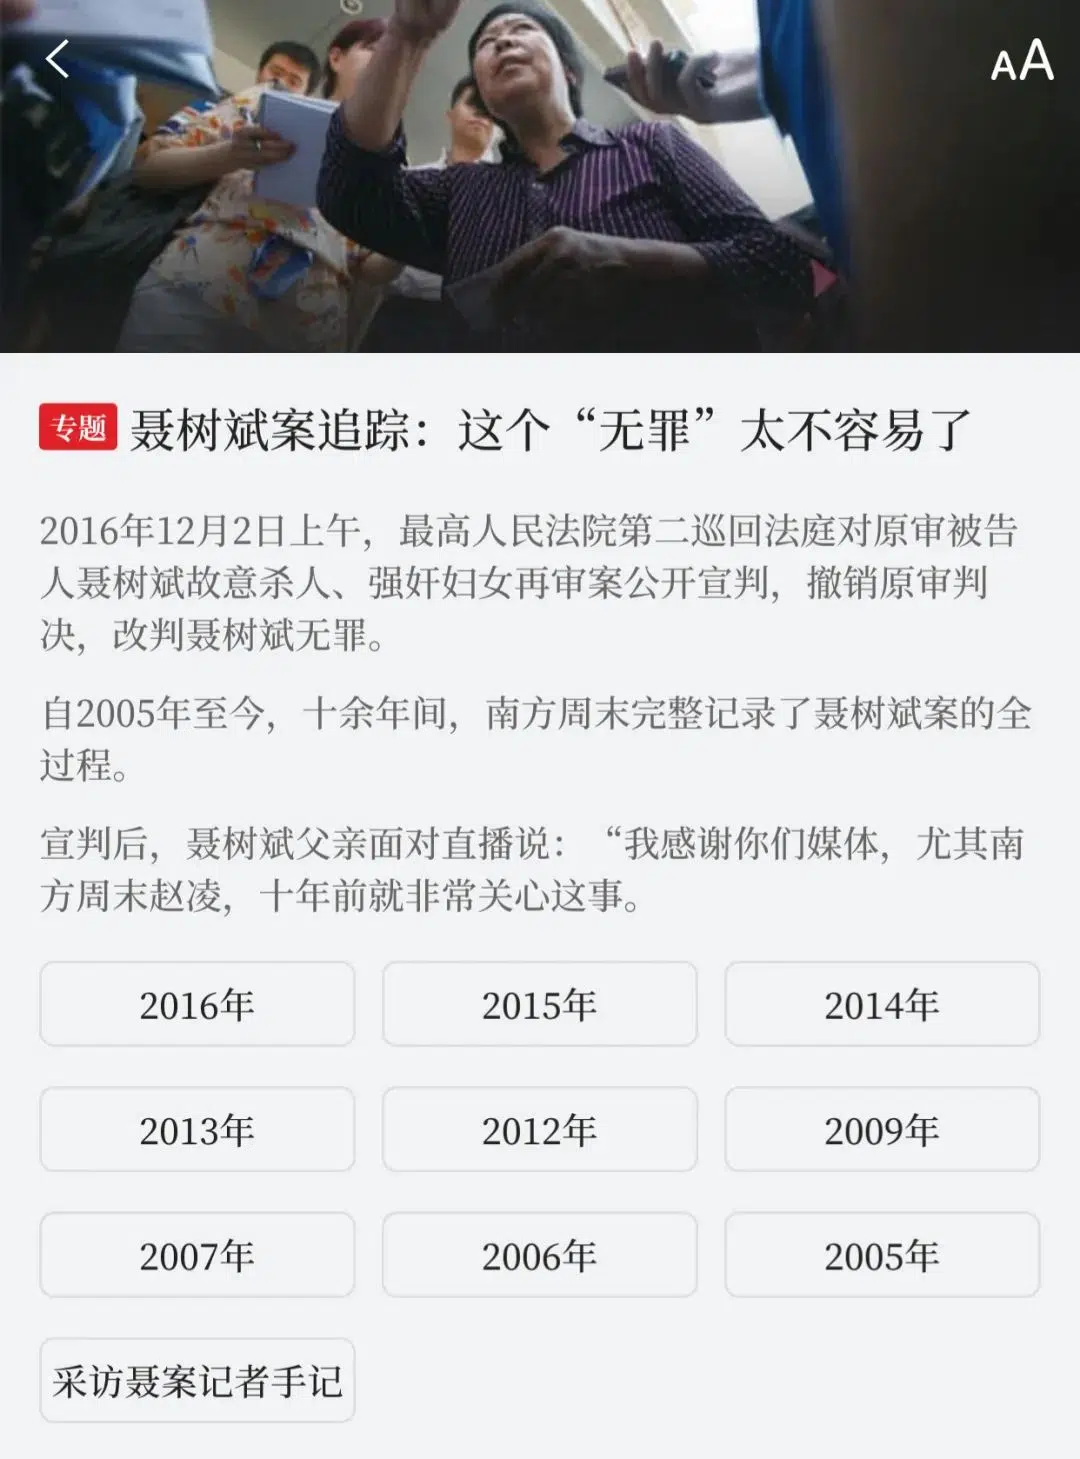 AA
专题 聂树斌案追踪：这个“无罪”太不容易了
2016年12月2日上午，最高人民法院第二巡回法庭对原审被告
人聂树斌故意杀人、强奸妇女再审案公开宣判，撤销原审判
决，改判聂树斌无罪。
自2005年至今，十余年间，南方周末完整记录了聂树斌案的全
过程。
宣判后，聂树斌父亲面对直播说：“我感谢你们媒体，尤其南
方周末赵凌，十年前就非常关心这事。
2016年 2015年 2014年
2013年 2012年 2009年
2007年 2006年 2005年
采访聂案记者手记